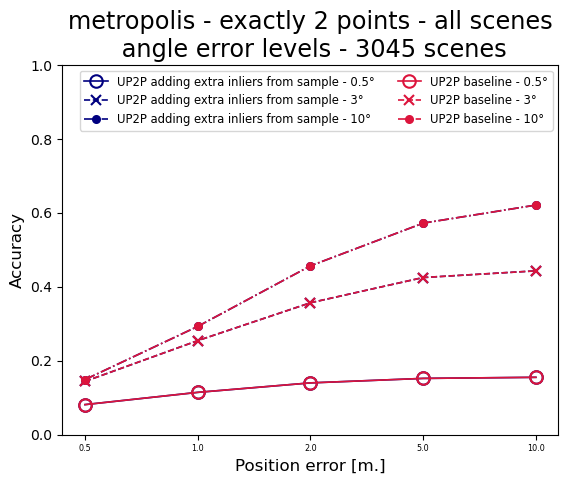 metropolis - exactly 2 points - all scenes
angle error levels - 3045 scenes
UP2P adding extra inliers from sample - 0.5°
UP2P adding extra inliers from sample - 3°
UP2P adding extra inliers from sample - 10°
UP2P baseline - 0.5°
UP2P baseline - 3°
UP2P baseline - 10°
Accuracy
1.0
0.8
0.6
0.4
0.2
0.0
0.5 1.0 2.0 5.0 10.0
Position error [m.]